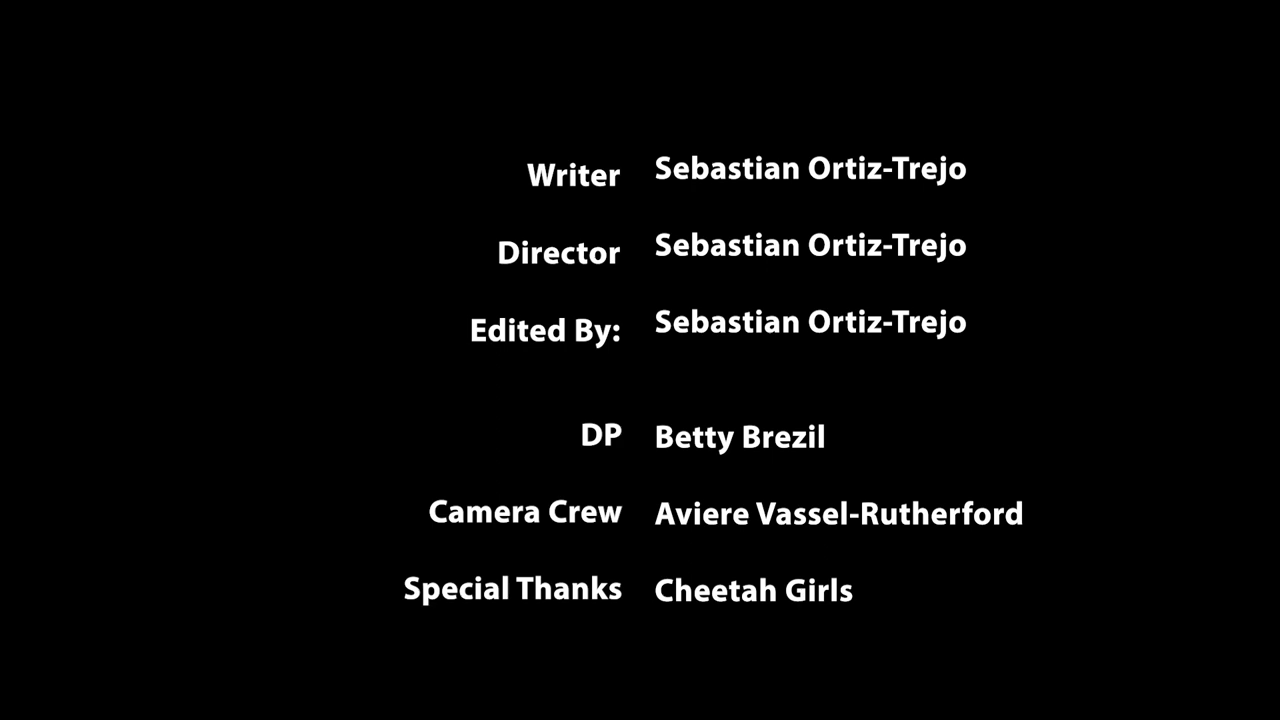 Writer Sebastian Ortiz-Trejo
Director Sebastian Ortiz-Trejo
Edited By: Sebastian Ortiz-Trejo
DP Betty Brezil
Camera Crew Aviere Vassel-Rutherford
Special Thanks Cheetah Girls